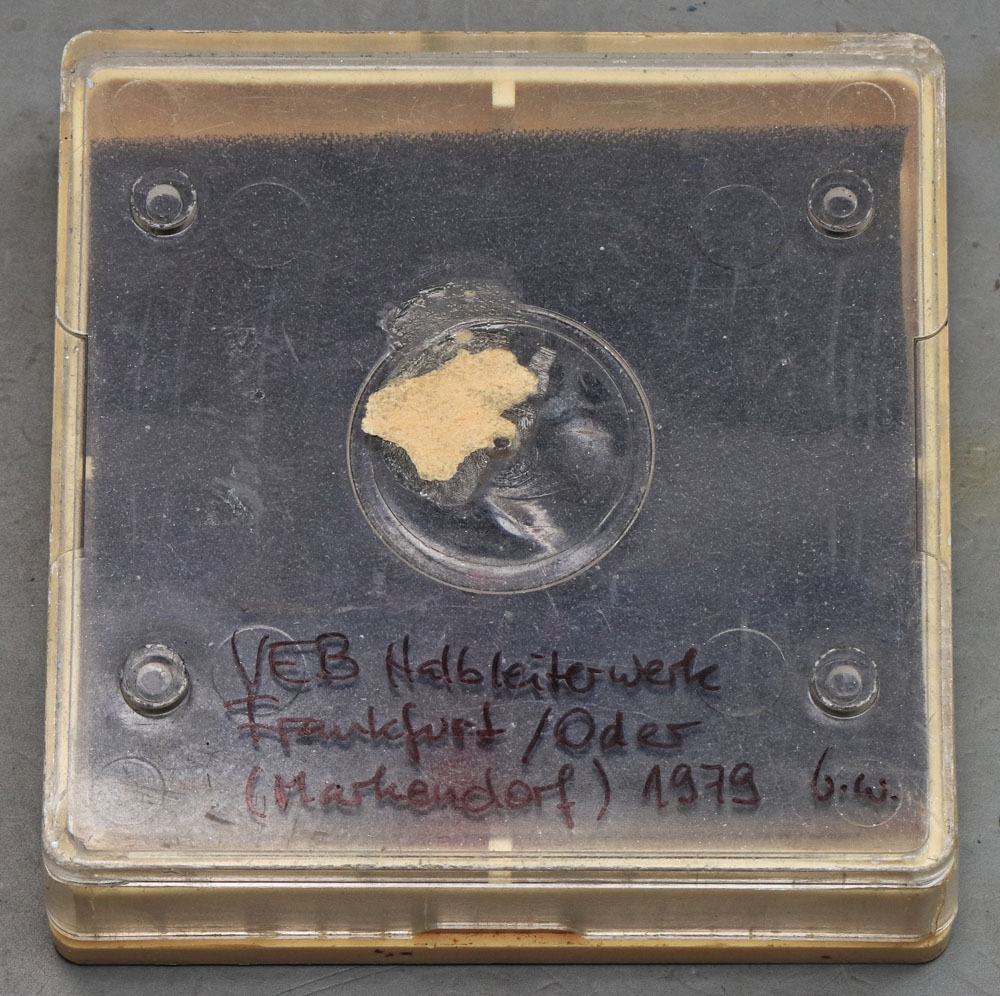 VEB Halbleiterwerk
Frankfurt /Oder
(Markendorf) 1979 b.w.